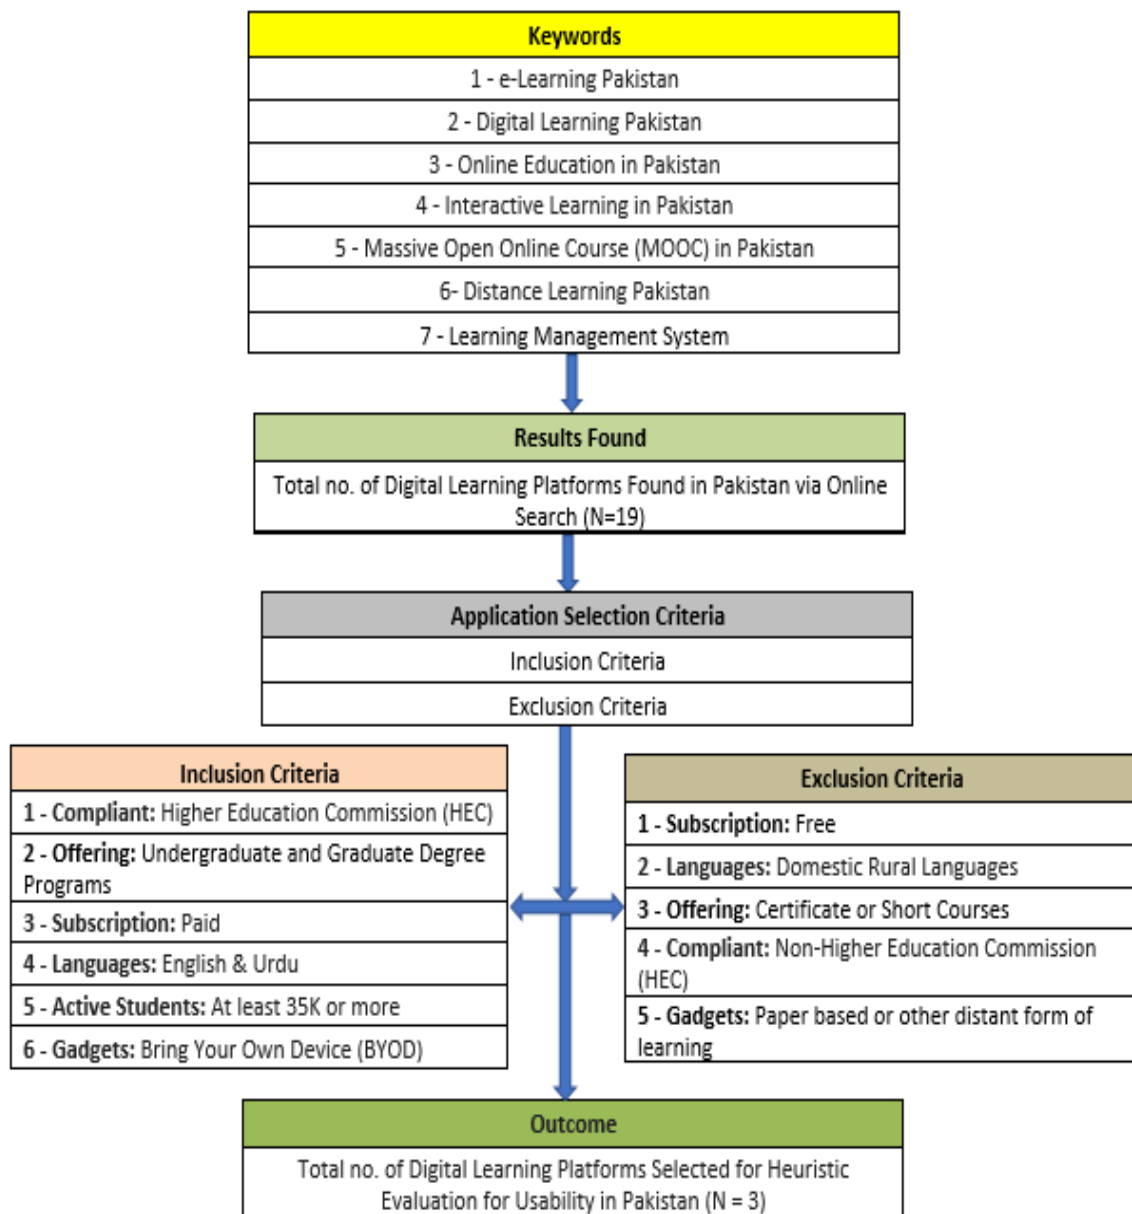 Keywords
1 - e-Learning Pakistan
2 - Digital Learning Pakistan
3 - Online Education in Pakistan
4 - Interactive Learning in Pakistan
5 - Massive Open Online Course (MOOC) in Pakistan
6- Distance Learning Pakistan
7 - Learning Management System
Results Found
Total no. of Digital Learning Platforms Found in Pakistan via Online
Search (N=19)
Application Selection Criteria
Inclusion Criteria
Exclusion Criteria
Inclusion Criteria
1 - Compliant: Higher Education Commission (HEC)
2 - Offering: Undergraduate and Graduate Degree
Programs
3 - Subscription: Paid
4 - Languages: English & Urdu
5 - Active Students: At least 35K or more
6 - Gadgets: Bring Your Own Device (BYOD)
Exclusion Criteria
1 - Subscription: Free
2 - Languages: Domestic Rural Languages
3 - Offering: Certificate or Short Courses
4 - Compliant: Non-Higher Education Commission
(HEC)
5 - Gadgets: Paper based or other distant form of
learning
Outcome
Total no. of Digital Learning Platforms Selected for Heuristic
Evaluation for Usability in Pakistan (N = 3)